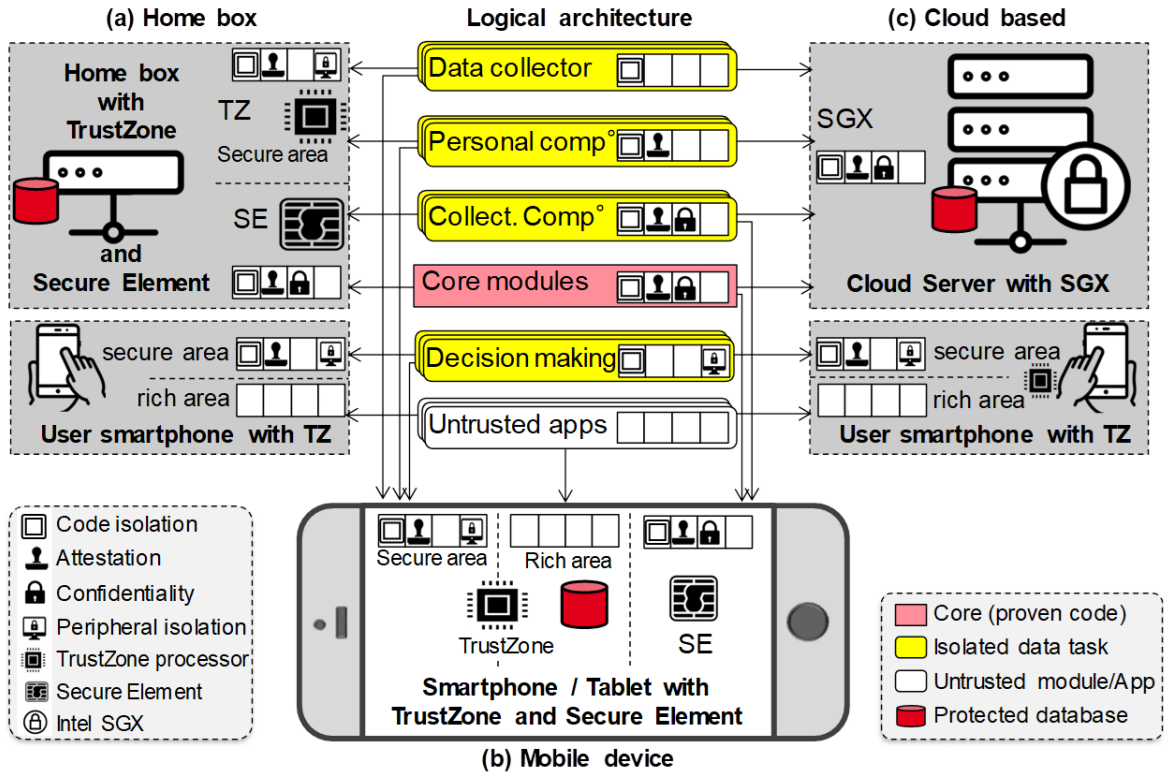 (a) Home box
Logical architecture
(c) Cloud based
Home box
with
TrustZone
TZ
Secure area
SE
and
Secure Element
Data collector
Personal comp°
Collect. Comp°
Core modules
Decision making
Untrusted apps
SGX
Cloud Server with SGX
secure area
rich area
User smartphone with TZ
secure area
rich area
User smartphone with TZ
Code isolation
Attestation
Confidentiality
Peripheral isolation
TrustZone processor
Secure Element
Intel SGX
Secure area
Rich area
TrustZone
SE
Smartphone / Tablet with
TrustZone and Secure Element
(b) Mobile device
Core (proven code)
Isolated data task
Untrusted module/App
Protected database